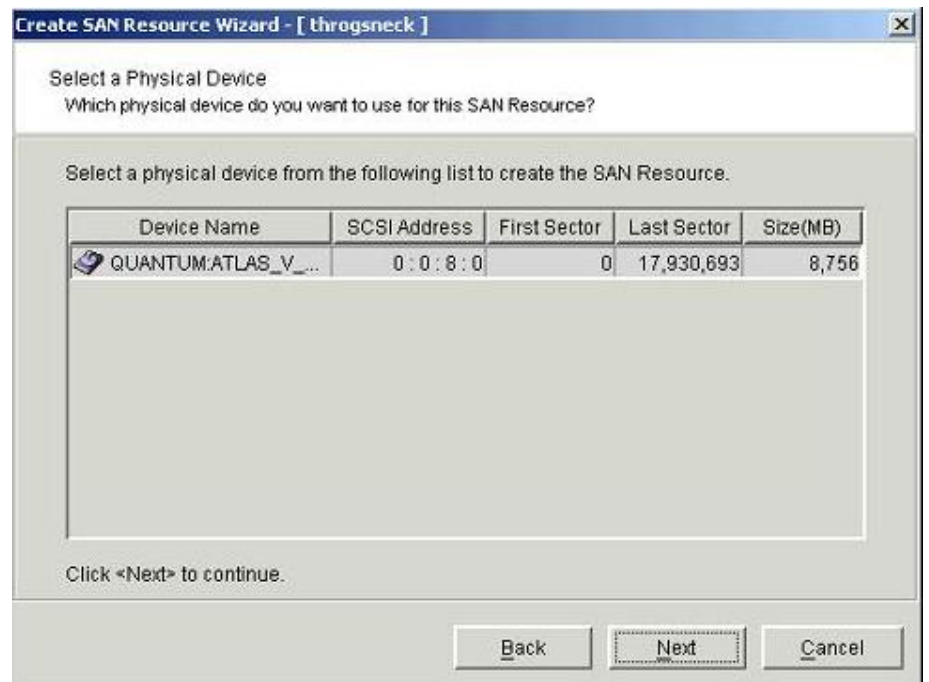 Create SAN Resource Wizard - [ throgsneck ]
Select a Physical Device
Which physical device do you want to use for this SAN Resource?
Select a physical device from the following list to create the SAN Resource.
Device Name SCSI Address First Sector Last Sector Size(MB)
QUANTUM:ATLAS_V_... 0:0:8:0 0 17,930,693 8,756
Click <Next> to continue.
Back Next Cancel